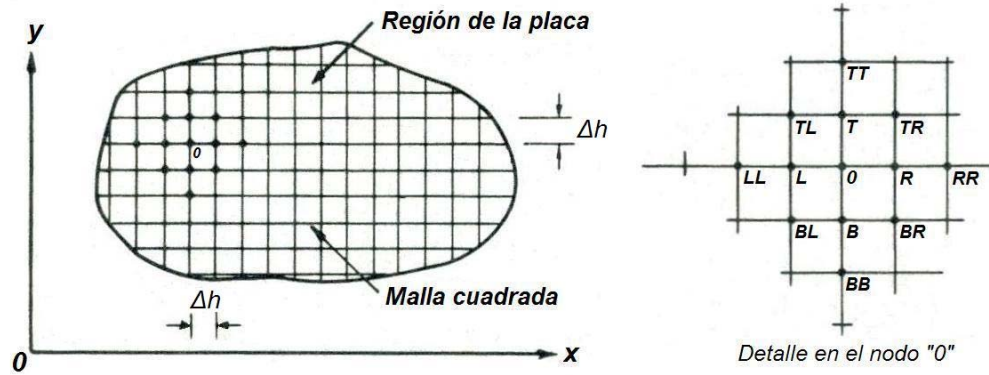 y
Región de la placa
Δh
0
Malla cuadrada
Δh
0
x
TT
TL T TR
LL L 0 R RR
BL B BR
BB
Detalle en el nodo "0"